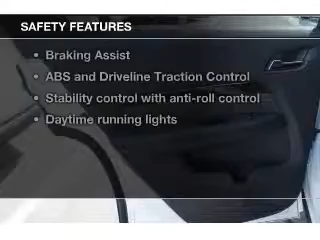 SAFETY FEATURES
• Braking Assist
• ABS and Driveline Traction Control
• Stability control with anti-roll control
• Daytime running lights